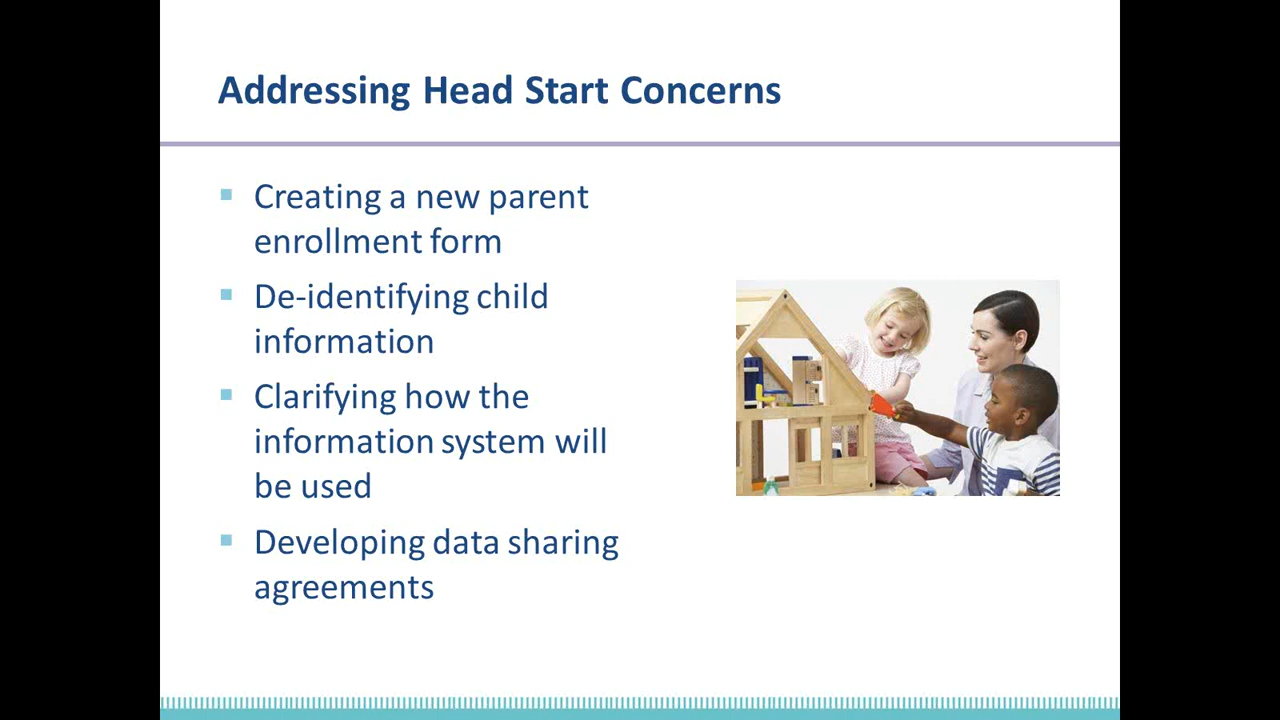 Addressing Head Start Concerns
Creating a new parent
enrollment form
De-identifying child
information
Clarifying how the
information system will
be used
Developing data sharing
agreements